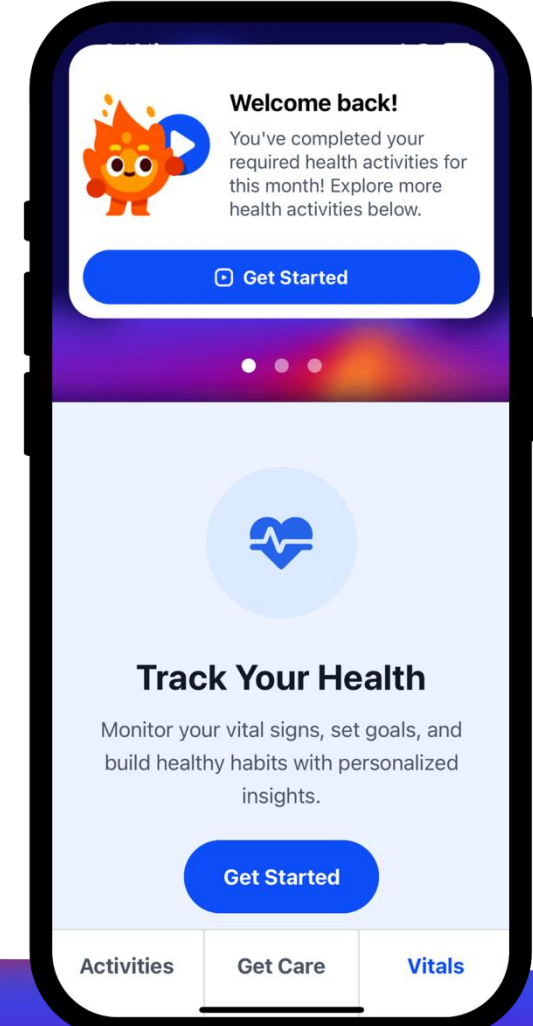 Welcome back!
You've completed your
required health activities for
this month! Explore more
health activities below.
Get Started
Track Your Health
Monitor your vital signs, set goals, and
build healthy habits with personalized
insights.
Get Started
Activities
Get Care
Vitals